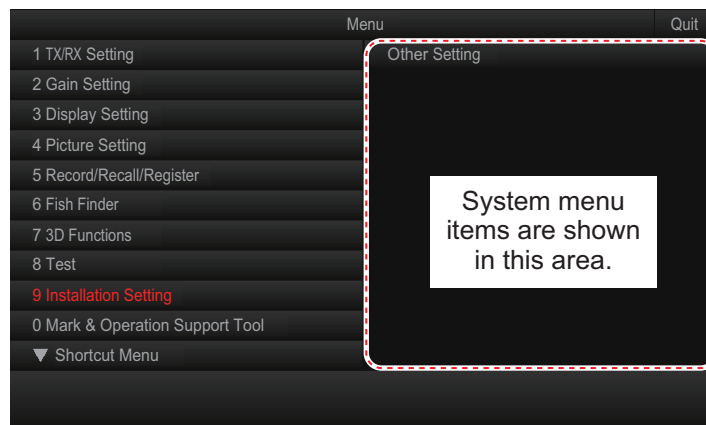 Menu
Quit
1 TX/RX Setting
Other Setting
2 Gain Setting
3 Display Setting
4 Picture Setting
5 Record/Recall/Register
6 Fish Finder
7 3D Functions
8 Test
9 Installation Setting
0 Mark & Operation Support Tool
▼ Shortcut Menu
System menu
items are shown
in this area.